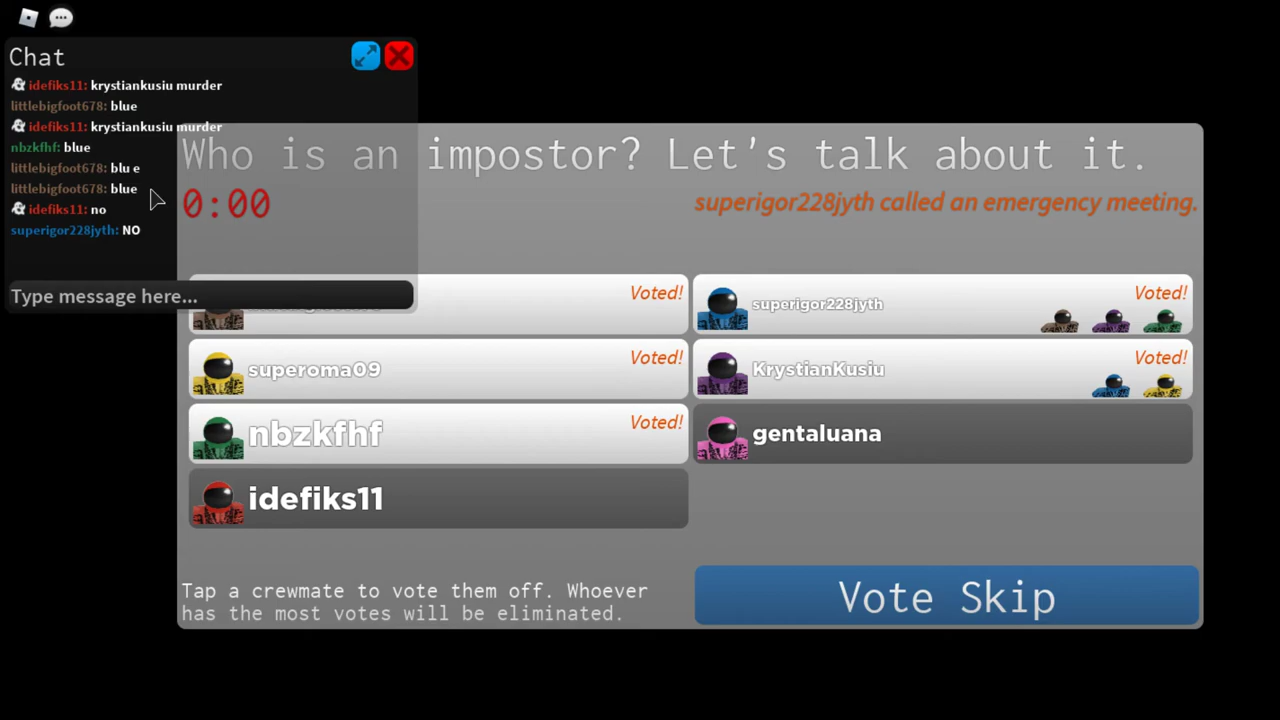 Chat
idefiks11: krystiankusiu murder
littlebigfoot678: blue
idefiks11: krystiankusiu murder
nbzkfhf: blue
littlebigfoot678: blu e
littlebigfoot678: blue
idefiks11: no
superigor228jyth: NO
Type message here...
Who is an impostor? Let's talk about it.
0:00
superigor228jyth called an emergency meeting.
Voted!
superigor228jyth
Voted!
superoma09
Voted!
KrystianKusiu
Voted!
nbzkfhf
Voted!
gentaluana
idefiks11
Tap a crewmate to vote them off. Whoever
has the most votes will be eliminated.
Vote Skip